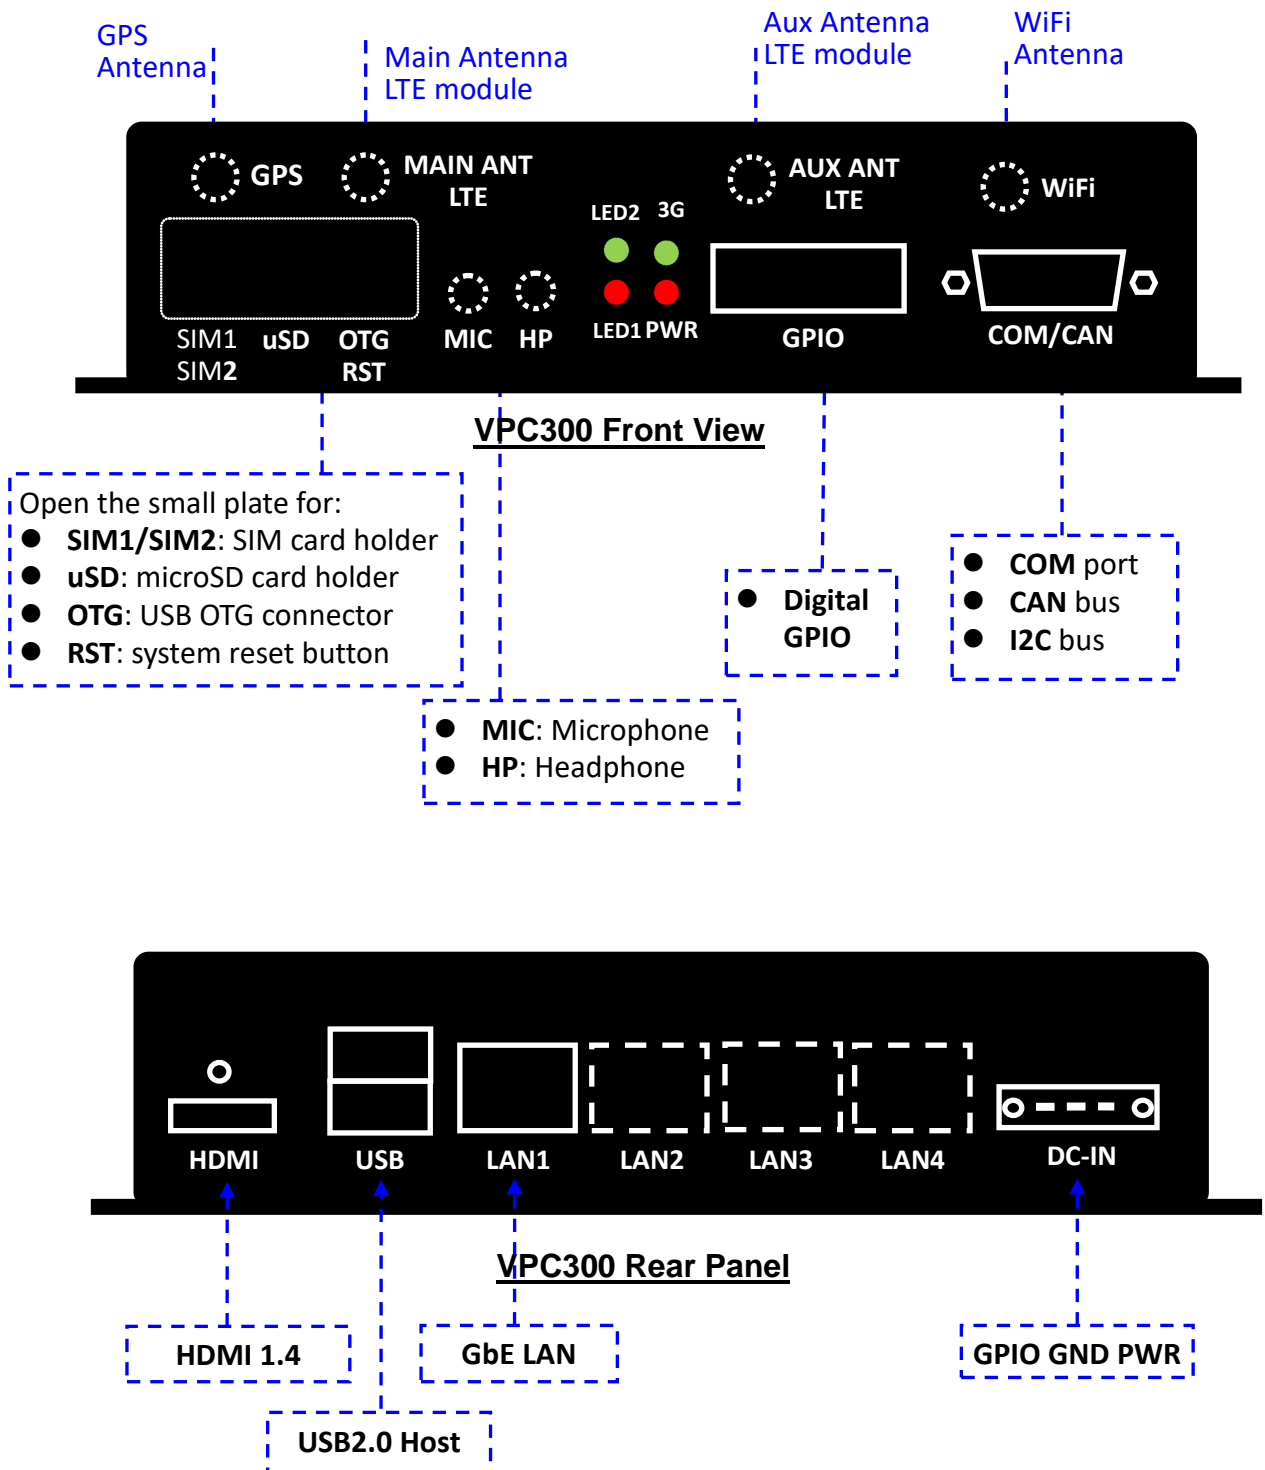 GPS
Antenna
Main Antenna
LTE module
Aux Antenna
LTE module
WiFi
Antenna
GPS
MAIN ANT
LTE
AUX ANT
LTE
WiFi
LED2
3G
SIM1
SIM2
uSD
OTG
RST
MIC
HP
LED1
PWR
GPIO
COM/CAN
VPC300 Front View
Open the small plate for:
● SIM1/SIM2: SIM card holder
● uSD: microSD card holder
● OTG: USB OTG connector
● RST: system reset button
● MIC: Microphone
● HP: Headphone
● Digital
GPIO
● COM port
● CAN bus
● I2C bus
HDMI
USB
LAN1
LAN2
LAN3
LAN4
DC-IN
VPC300 Rear Panel
HDMI 1.4
GbE LAN
GPIO GND PWR
USB2.0 Host